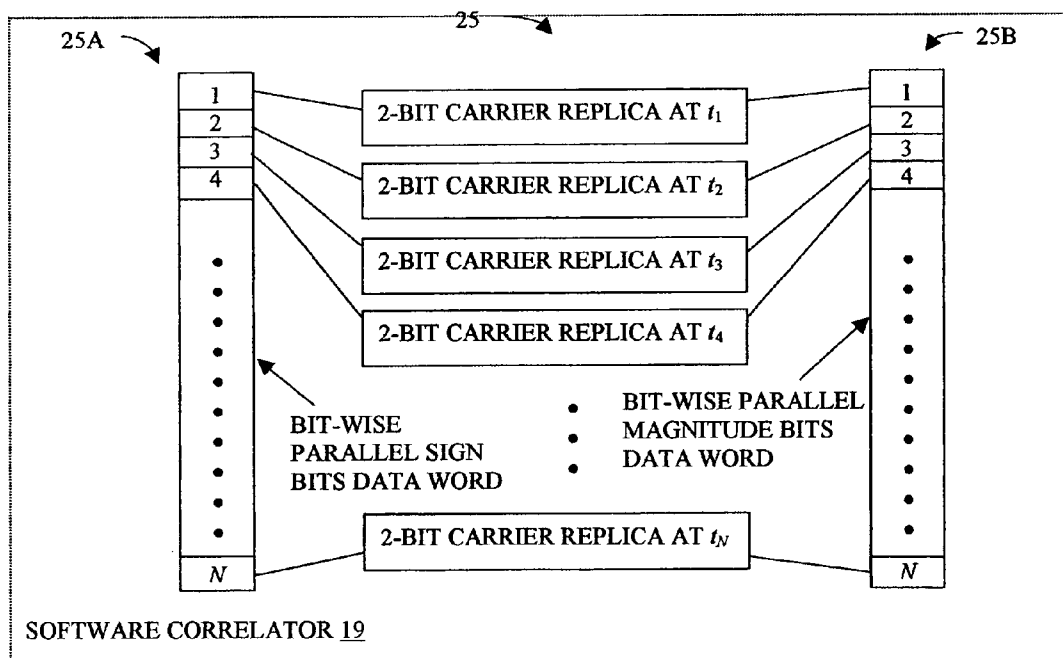 25
25A
25B
1
2
3
4
N
2-BIT CARRIER REPLICA AT t1
2-BIT CARRIER REPLICA AT t2
2-BIT CARRIER REPLICA AT t3
2-BIT CARRIER REPLICA AT t4
2-BIT CARRIER REPLICA AT tN
1
2
3
4
N
BIT-WISE
PARALLEL SIGN
BITS DATA WORD
BIT-WISE PARALLEL
MAGNITUDE BITS
DATA WORD
SOFTWARE CORRELATOR 19